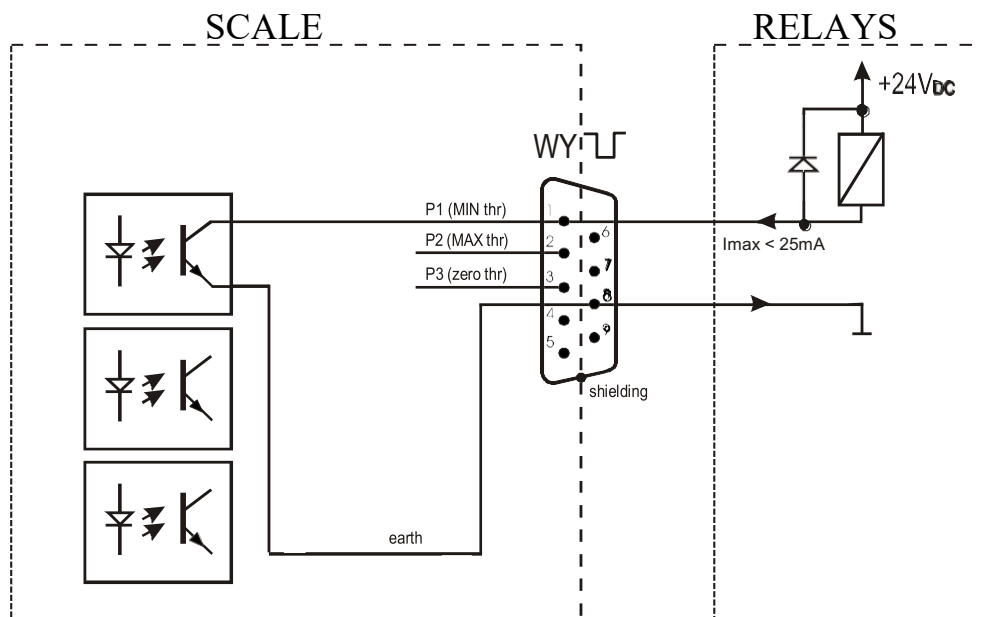 SCALE
RELAYS
+24VDC
WY
P1 (MIN thr)
1
6
P2 (MAX thr)
2
Imax < 25mA
7
P3 (zero thr)
3
8
4
9
5
shielding
earth